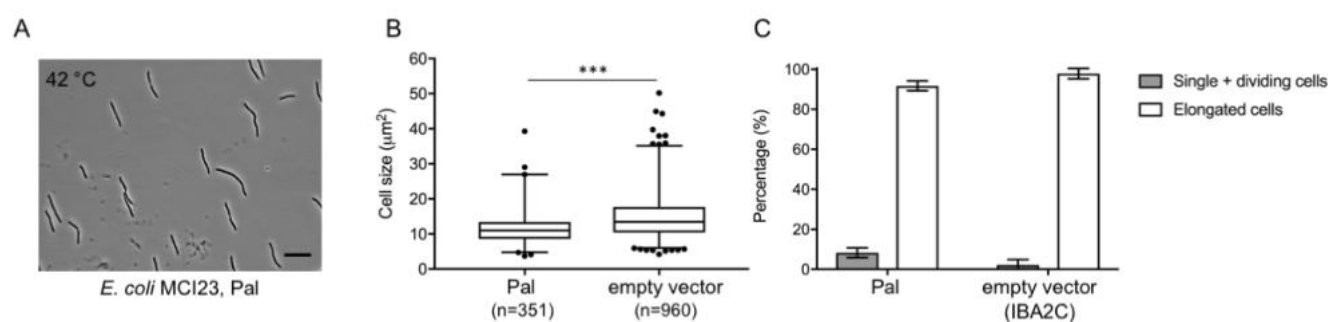 A
42 °C
E. coli MCI23, Pal
B
Cell size (μm²)
60
50
40
30
20
10
0
***
Pal
(n=351)
empty vector
(n=960)
C
Percentage (%)
100
80
60
40
20
0
Pal
empty vector
(IBA2C)
Single + dividing cells
Elongated cells